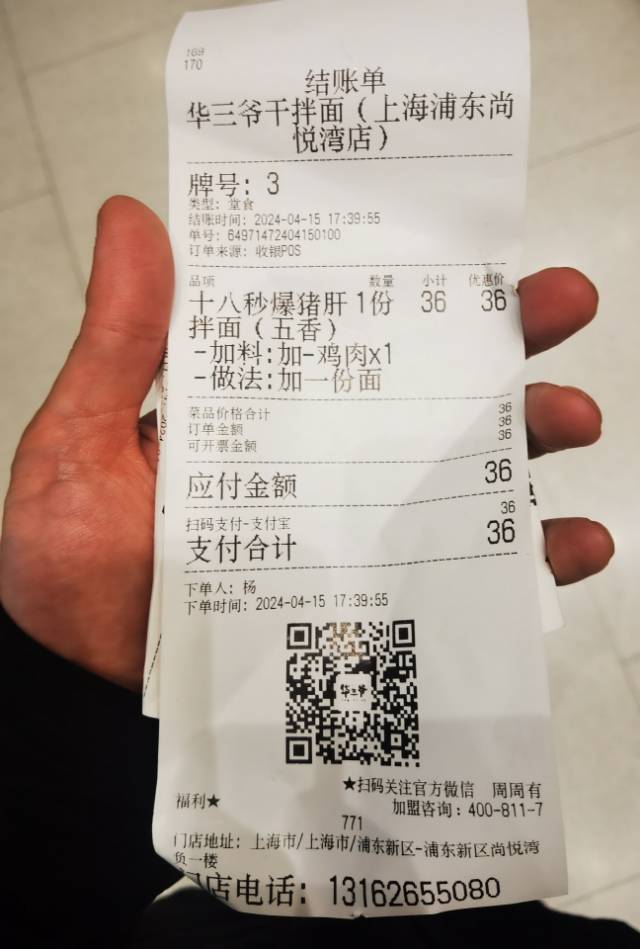 169
170
结账单
华三爷干拌面（上海浦东尚
悦湾店）
牌号: 3
类型: 堂食
结账时间: 2024-04-15 17:39:55
单号: 64971472404150100
订单来源: 收银POS
品项 数量 小计 优惠价
十八秒爆猪肝 1份 36 36
拌面（五香）
-加料:加-鸡肉x1
-做法:加一份面
菜品价格合计 36
订单金额 36
可开票金额 36
应付金额 36
扫码支付-支付宝 36
支付合计 36
下单人: 杨
下单时间: 2024-04-15 17:39:55
华三爷
★扫码关注官方微信 周周有
福利★
加盟咨询: 400-811-7
771
门店地址: 上海市/上海市/浦东新区-浦东新区尚悦湾
负一楼
门店电话: 13162655080